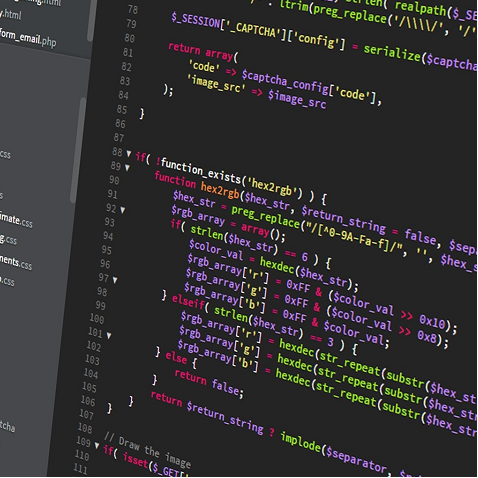 ng.html
y.html
form_email.php
.css
s
imate.css
g.css
nents.css
o.css
tcha
78
79
80
81
82
83
84
85
86
87
88
89
90
91
92
93
94
95
96
97
98
99
100
101
102
103
104
105
106
107
108
109
110
111
ltrim(preg_replace('/\\\\/', '/'
$_SESSION['_CAPTCHA']['config'] = serialize($captcha
return array(
'code' => $captcha_config['code'],
'image_src' => $image_src
);
}
if( !function_exists('hex2rgb') ) {
function hex2rgb($hex_str, $return_string = false, $sepa
$hex_str = preg_replace("/[^0-9A-Fa-f]/", '', $hex_s
$rgb_array = array();
if( strlen($hex_str) == 6 ) {
$color_val = hexdec($hex_str);
$rgb_array['r'] = 0xFF & ($color_val >> 0x10);
$rgb_array['g'] = 0xFF & ($color_val >> 0x8);
$rgb_array['b'] = 0xFF & $color_val;
} elseif( strlen($hex_str) == 3 ) {
$rgb_array['r'] = hexdec(str_repeat(substr($hex_st
$rgb_array['g'] = hexdec(str_repeat(substr($hex_st
$rgb_array['b'] = hexdec(str_repeat(substr($hex_st
} else {
return false;
}
return $return_string ? implode($separator,
}
}
// Draw the image
if( isset($_GET['